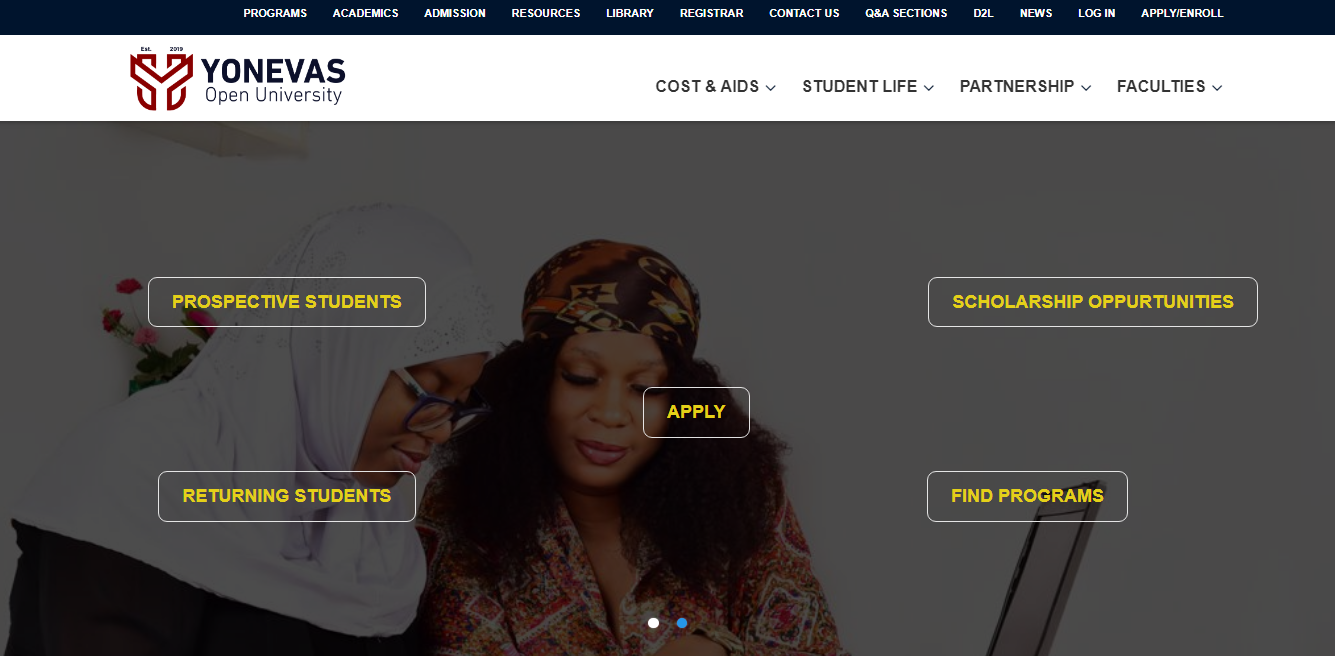 PROGRAMS ACADEMICS ADMISSION RESOURCES LIBRARY REGISTRAR CONTACT US Q&A SECTIONS D2L NEWS LOG IN APPLY/ENROLL
Est. 2019
YONEVAS
Open University
COST & AIDS STUDENT LIFE PARTNERSHIP FACULTIES
PROSPECTIVE STUDENTS SCHOLARSHIP OPPURTUNITIES
APPLY
RETURNING STUDENTS FIND PROGRAMS